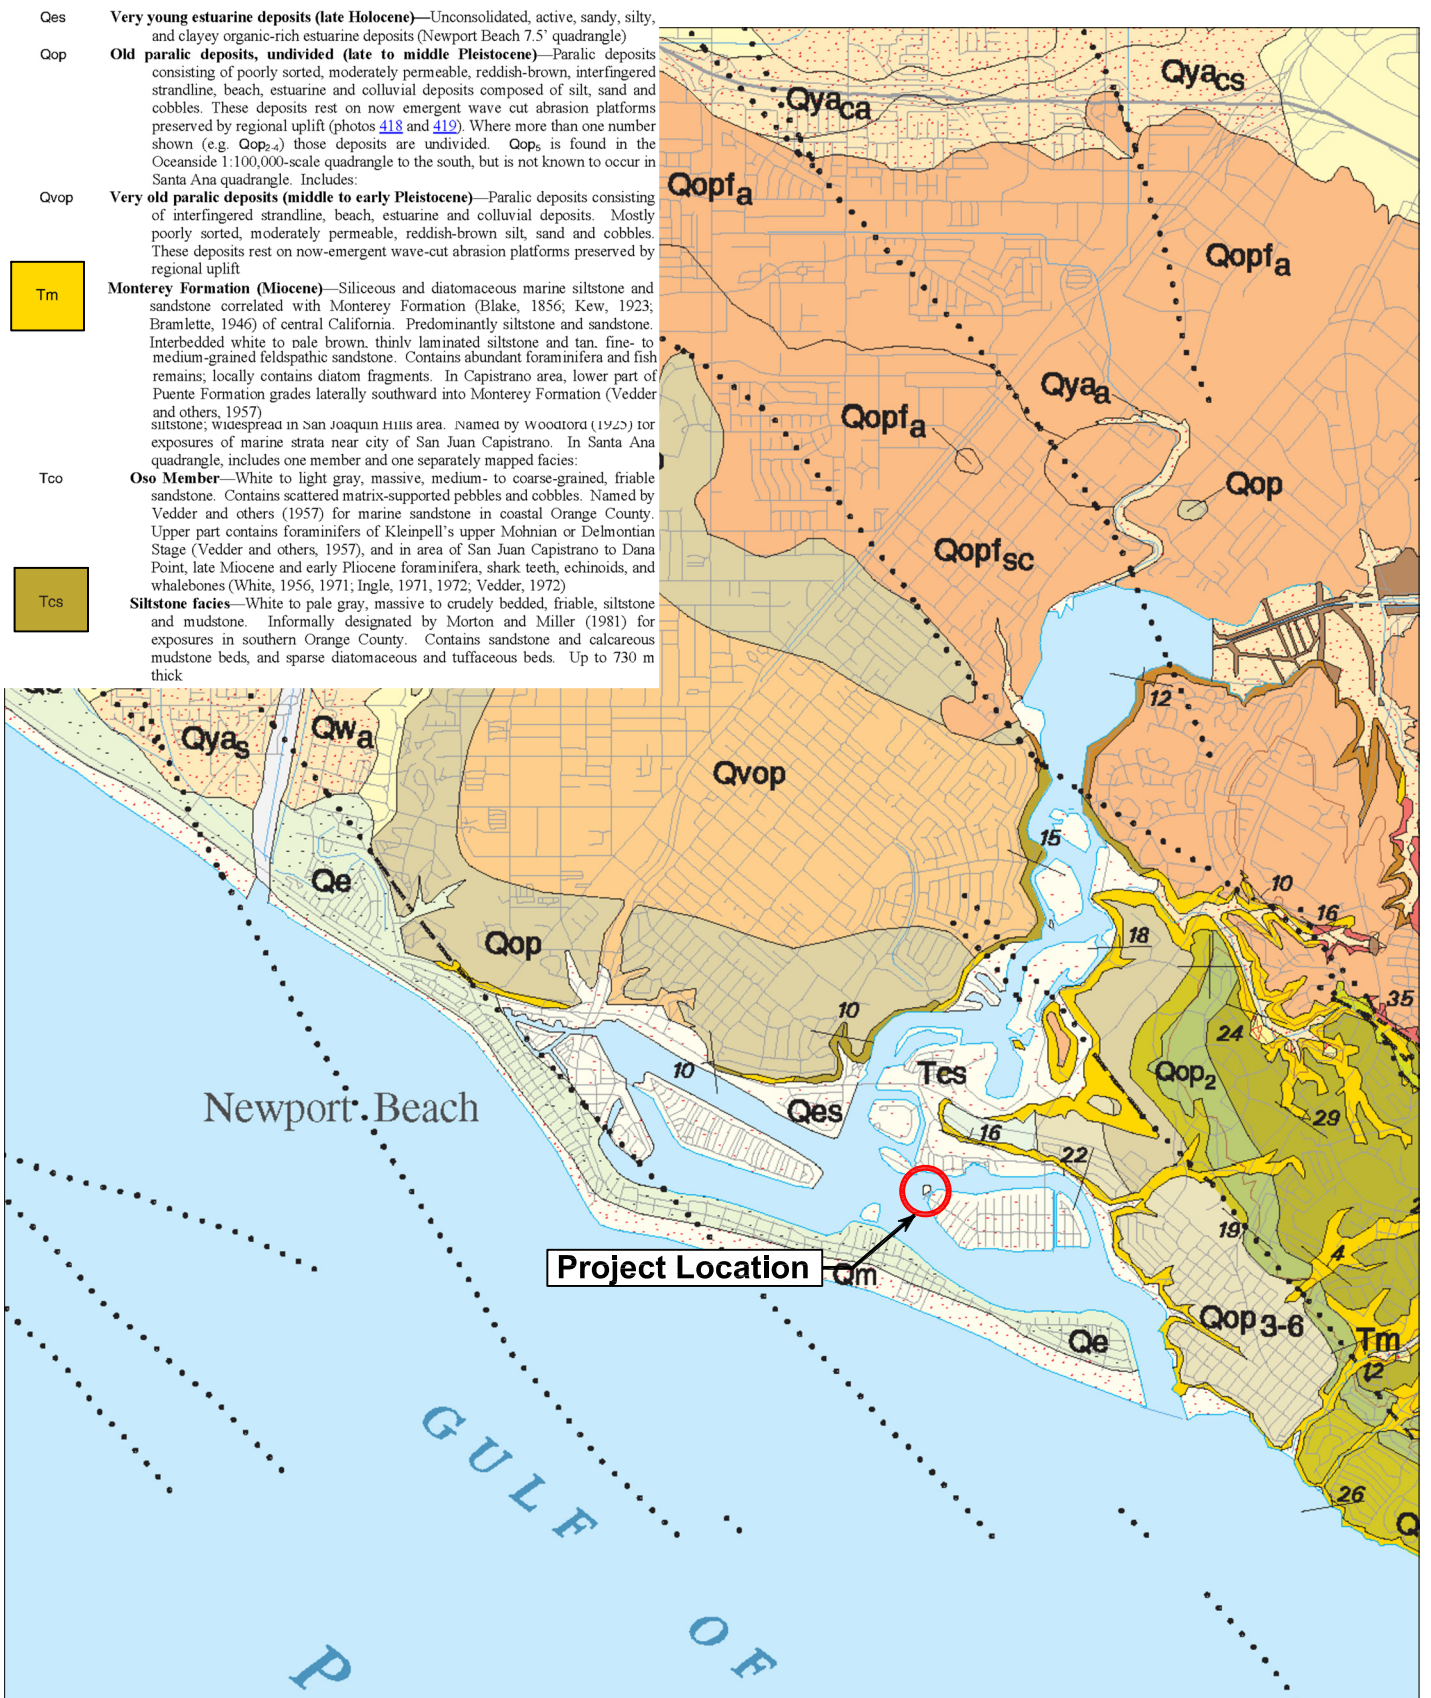 Qes Very young estuarine deposits (late Holocene)—Unconsolidated, active, sandy, silty,
and clayey organic-rich estuarine deposits (Newport Beach 7.5' quadrangle)
Qop Old paralic deposits, undivided (late to middle Pleistocene)—Paralic deposits
consisting of poorly sorted, moderately permeable, reddish-brown, interfingered
strandline, beach, estuarine and colluvial deposits composed of silt, sand and
cobbles. These deposits rest on now emergent wave cut abrasion platforms
preserved by regional uplift (photos 418 and 419). Where more than one number
shown (e.g. Qop2-4) those deposits are undivided. Qop5 is found in the
Oceanside 1:100,000-scale quadrangle to the south, but is not known to occur in
Santa Ana quadrangle. Includes:
Qvop Very old paralic deposits (middle to early Pleistocene)—Paralic deposits consisting
of interfingered strandline, beach, estuarine and colluvial deposits. Mostly
poorly sorted, moderately permeable, reddish-brown silt, sand and cobbles.
These deposits rest on now-emergent wave-cut abrasion platforms preserved by
regional uplift
Tm Monterey Formation (Miocene)—Siliceous and diatomaceous marine siltstone and
sandstone correlated with Monterey Formation (Blake, 1856; Kew, 1923;
Bramlette, 1946) of central California. Predominantly siltstone and sandstone.
Interbedded white to pale brown, thinly laminated siltstone and tan, fine- to
medium-grained feldspathic sandstone. Contains abundant foraminifera and fish
remains; locally contains diatom fragments. In Capistrano area, lower part of
Puente Formation grades laterally southward into Monterey Formation (Vedder
and others, 1957)
siltstone; widespread in San Joaquin Hills area. Named by Woodford (1925) for
exposures of marine strata near city of San Juan Capistrano. In Santa Ana
quadrangle, includes one member and one separately mapped facies:
Tco Oso Member—White to light gray, massive, medium- to coarse-grained, friable
sandstone. Contains scattered matrix-supported pebbles and cobbles. Named by
Vedder and others (1957) for marine sandstone in coastal Orange County.
Upper part contains foraminifers of Kleinpell's upper Mohnian or Delmontian
Stage (Vedder and others, 1957), and in area of San Juan Capistrano to Dana
Point, late Miocene and early Pliocene foraminifera, shark teeth, echinoids, and
whalebones (White, 1956, 1971; Ingle, 1971, 1972; Vedder, 1972)
Tcs Siltstone facies—White to pale gray, massive to crudely bedded, friable, siltstone
and mudstone. Informally designated by Morton and Miller (1981) for
exposures in southern Orange County. Contains sandstone and calcareous
mudstone beds, and sparse diatomaceous and tuffaceous beds. Up to 730 m
thick
Qyacs
Qyaca
Qopfa
Qopfa
Qyaa
Qopfa
Qop
Qopfsc
12
Qyas
Qwa
Qvop
15
Qe
10
16
18
Qop
35
10
24
10
Tcs
Qop2
Qes
29
16
22
Newport Beach
19
4
Project Location
Qm
Qop 3-6
Qe
Tm
12
26
GULF
OF
P